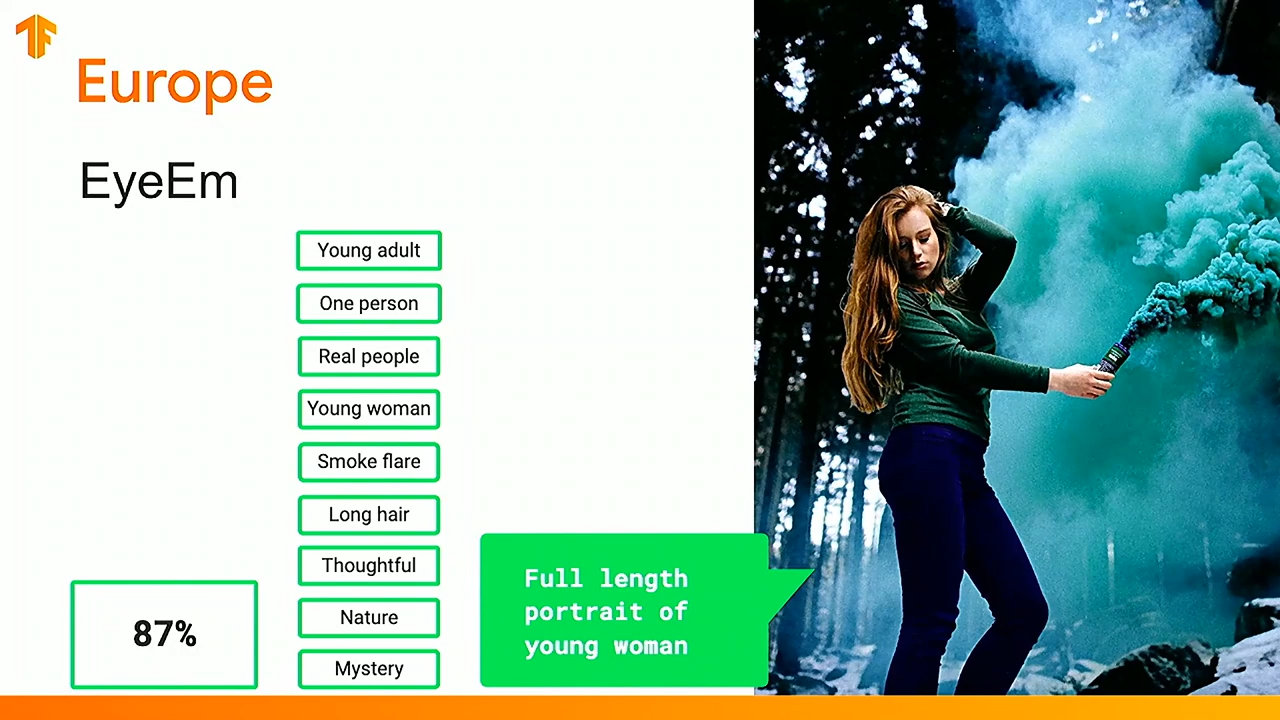 Europe
EyeEm
Young adult
One person
Real people
Young woman
Smoke flare
Long hair
Thoughtful
Nature
Mystery
87%
Full length
portrait of
young woman